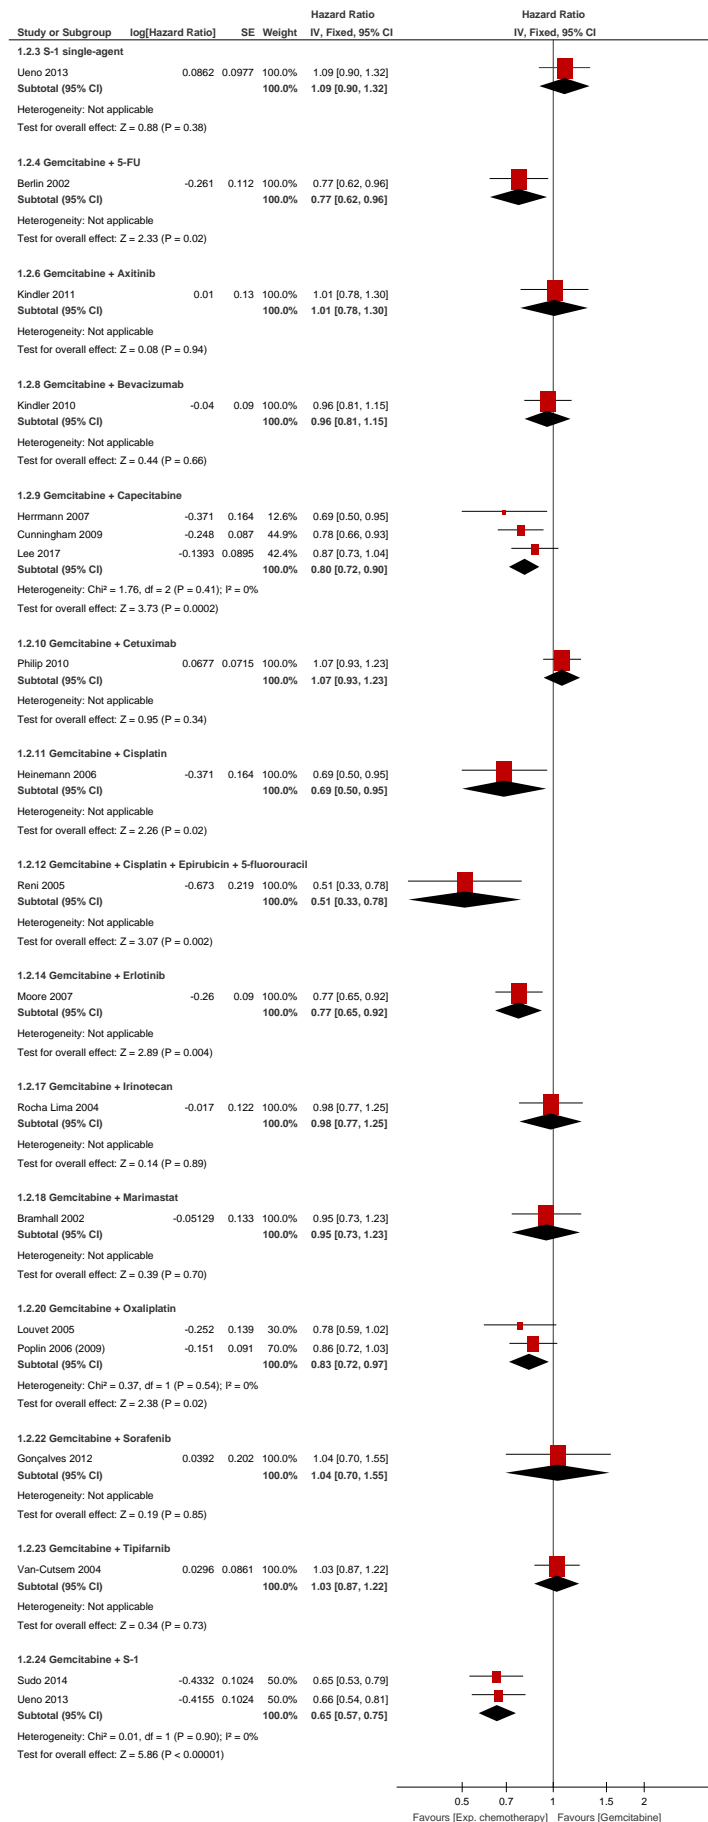 Hazard Ratio Hazard Ratio
Study or Subgroup log[Hazard Ratio] SE Weight IV, Fixed, 95% CI IV, Fixed, 95% CI
1.2.3 S-1 single-agent
Ueno 2013 0.0862 0.0977 100.0% 1.09 [0.90, 1.32]
Subtotal (95% CI) 100.0% 1.09 [0.90, 1.32]
Heterogeneity: Not applicable
Test for overall effect: Z = 0.88 (P = 0.38)
1.2.4 Gemcitabine + 5-FU
Berlin 2002 -0.261 0.112 100.0% 0.77 [0.62, 0.96]
Subtotal (95% CI) 100.0% 0.77 [0.62, 0.96]
Heterogeneity: Not applicable
Test for overall effect: Z = 2.33 (P = 0.02)
1.2.6 Gemcitabine + Axitinib
Kindler 2011 0.01 0.13 100.0% 1.01 [0.78, 1.30]
Subtotal (95% CI) 100.0% 1.01 [0.78, 1.30]
Heterogeneity: Not applicable
Test for overall effect: Z = 0.08 (P = 0.94)
1.2.8 Gemcitabine + Bevacizumab
Kindler 2010 -0.04 0.09 100.0% 0.96 [0.81, 1.15]
Subtotal (95% CI) 100.0% 0.96 [0.81, 1.15]
Heterogeneity: Not applicable
Test for overall effect: Z = 0.44 (P = 0.66)
1.2.9 Gemcitabine + Capecitabine
Herrmann 2007 -0.371 0.164 12.6% 0.69 [0.50, 0.95]
Cunningham 2009 -0.248 0.087 44.9% 0.78 [0.66, 0.93]
Lee 2017 -0.1393 0.0895 42.4% 0.87 [0.73, 1.04]
Subtotal (95% CI) 100.0% 0.80 [0.72, 0.90]
Heterogeneity: Chi² = 1.76, df = 2 (P = 0.41); I² = 0%
Test for overall effect: Z = 3.73 (P = 0.0002)
1.2.10 Gemcitabine + Cetuximab
Philip 2010 0.0677 0.0715 100.0% 1.07 [0.93, 1.23]
Subtotal (95% CI) 100.0% 1.07 [0.93, 1.23]
Heterogeneity: Not applicable
Test for overall effect: Z = 0.95 (P = 0.34)
1.2.11 Gemcitabine + Cisplatin
Heinemann 2006 -0.371 0.164 100.0% 0.69 [0.50, 0.95]
Subtotal (95% CI) 100.0% 0.69 [0.50, 0.95]
Heterogeneity: Not applicable
Test for overall effect: Z = 2.26 (P = 0.02)
1.2.12 Gemcitabine + Cisplatin + Epirubicin + 5-fluorouracil
Reni 2005 -0.673 0.219 100.0% 0.51 [0.33, 0.78]
Subtotal (95% CI) 100.0% 0.51 [0.33, 0.78]
Heterogeneity: Not applicable
Test for overall effect: Z = 3.07 (P = 0.002)
1.2.14 Gemcitabine + Erlotinib
Moore 2007 -0.26 0.09 100.0% 0.77 [0.65, 0.92]
Subtotal (95% CI) 100.0% 0.77 [0.65, 0.92]
Heterogeneity: Not applicable
Test for overall effect: Z = 2.89 (P = 0.004)
1.2.17 Gemcitabine + Irinotecan
Rocha Lima 2004 -0.017 0.122 100.0% 0.98 [0.77, 1.25]
Subtotal (95% CI) 100.0% 0.98 [0.77, 1.25]
Heterogeneity: Not applicable
Test for overall effect: Z = 0.14 (P = 0.89)
1.2.18 Gemcitabine + Marimastat
Bramhall 2002 -0.05129 0.133 100.0% 0.95 [0.73, 1.23]
Subtotal (95% CI) 100.0% 0.95 [0.73, 1.23]
Heterogeneity: Not applicable
Test for overall effect: Z = 0.39 (P = 0.70)
1.2.20 Gemcitabine + Oxaliplatin
Louvet 2005 -0.252 0.139 30.0% 0.78 [0.59, 1.02]
Poplin 2006 (2009) -0.151 0.091 70.0% 0.86 [0.72, 1.03]
Subtotal (95% CI) 100.0% 0.83 [0.72, 0.97]
Heterogeneity: Chi² = 0.37, df = 1 (P = 0.54); I² = 0%
Test for overall effect: Z = 2.38 (P = 0.02)
1.2.22 Gemcitabine + Sorafenib
Gonçalves 2012 0.0392 0.202 100.0% 1.04 [0.70, 1.55]
Subtotal (95% CI) 100.0% 1.04 [0.70, 1.55]
Heterogeneity: Not applicable
Test for overall effect: Z = 0.19 (P = 0.85)
1.2.23 Gemcitabine + Tipifarnib
Van-Cutsem 2004 0.0296 0.0861 100.0% 1.03 [0.87, 1.22]
Subtotal (95% CI) 100.0% 1.03 [0.87, 1.22]
Heterogeneity: Not applicable
Test for overall effect: Z = 0.34 (P = 0.73)
1.2.24 Gemcitabine + S-1
Sudo 2014 -0.4332 0.1024 50.0% 0.65 [0.53, 0.79]
Ueno 2013 -0.4155 0.1024 50.0% 0.66 [0.54, 0.81]
Subtotal (95% CI) 100.0% 0.65 [0.57, 0.75]
Heterogeneity: Chi² = 0.01, df = 1 (P = 0.90); I² = 0%
Test for overall effect: Z = 5.86 (P < 0.00001)
0.5 0.7 1 1.5 2
Favours [Exp. chemotherapy] Favours [Gemcitabine]